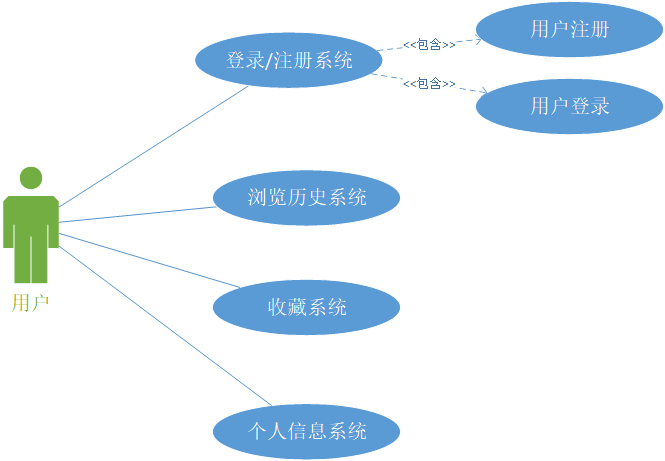 用户注册
登录/注册系统
<<包含>>
<<包含>>
用户登录
浏览历史系统
用户
收藏系统
个人信息系统